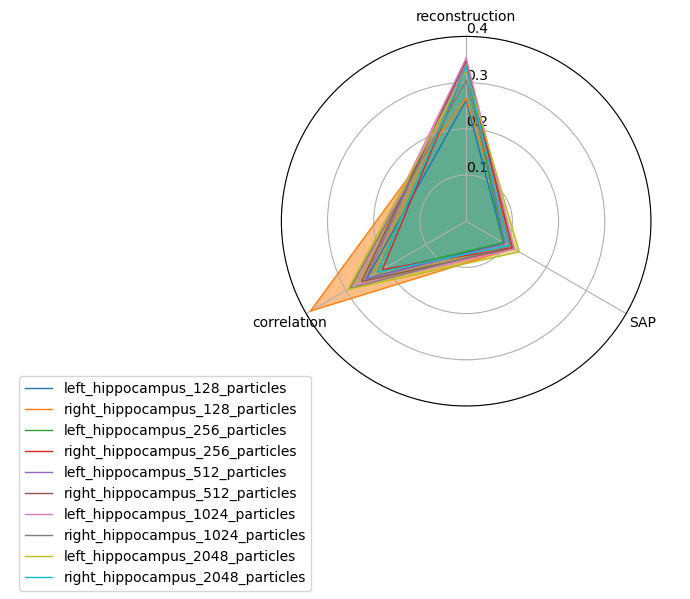 reconstruction
0.4
0.3
0.2
0.1
correlation
SAP
left_hippocampus_128_particles
right_hippocampus_128_particles
left_hippocampus_256_particles
right_hippocampus_256_particles
left_hippocampus_512_particles
right_hippocampus_512_particles
left_hippocampus_1024_particles
right_hippocampus_1024_particles
left_hippocampus_2048_particles
right_hippocampus_2048_particles